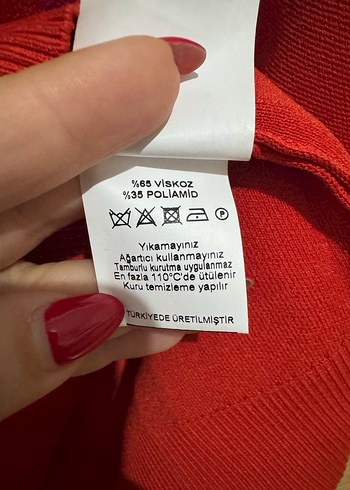 %65 VİSKOZ
%35 POLİAMİD
P
Yıkamayınız
Ağartıcı kullanmayınız
Tamburlu kurutma uygulanmaz
En fazla 110°C'de ütülenir
Kuru temizleme yapılır
TÜRKİYEDE ÜRETİLMİŞTİR